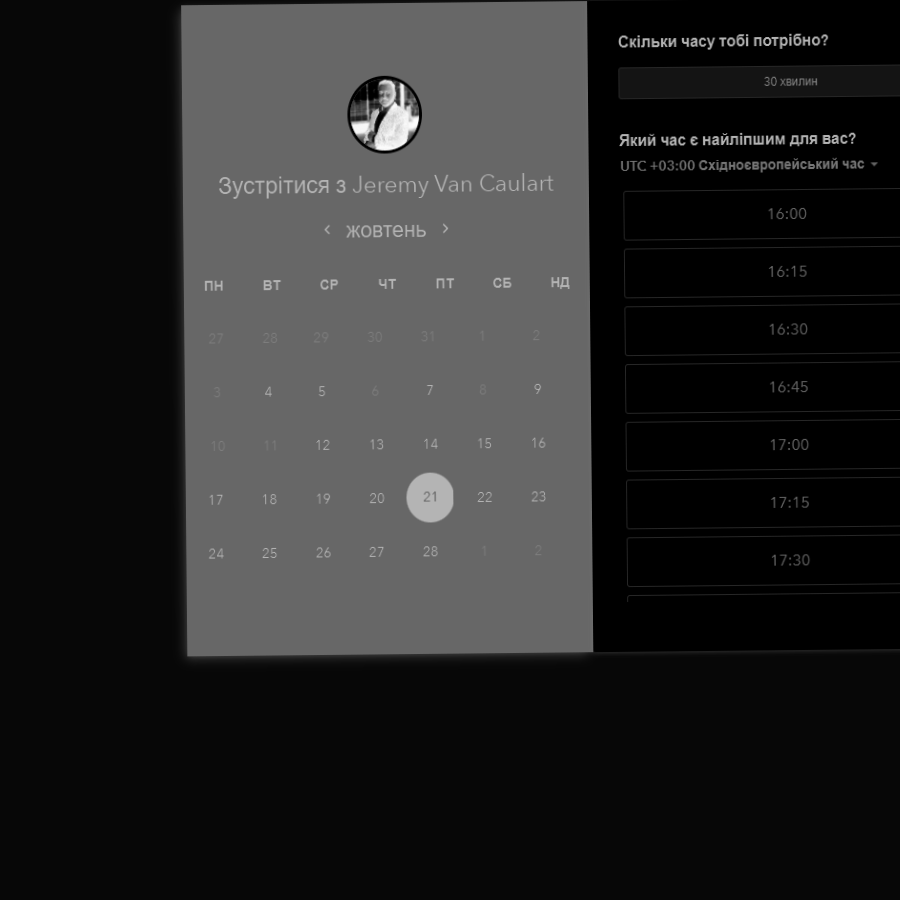 Зустрітися з Jeremy Van Caulart
жовтень
ПН ВТ СР ЧТ ПТ СБ НД
27 28 29 30 31 1 2
3 4 5 6 7 8 9
10 11 12 13 14 15 16
17 18 19 20 21 22 23
24 25 26 27 28 1 2
Скільки часу тобі потрібно?
30 хвилин
Який час є найліпшим для вас?
UTC +03:00 Східноєвропейський час
16:00
16:15
16:30
16:45
17:00
17:15
17:30